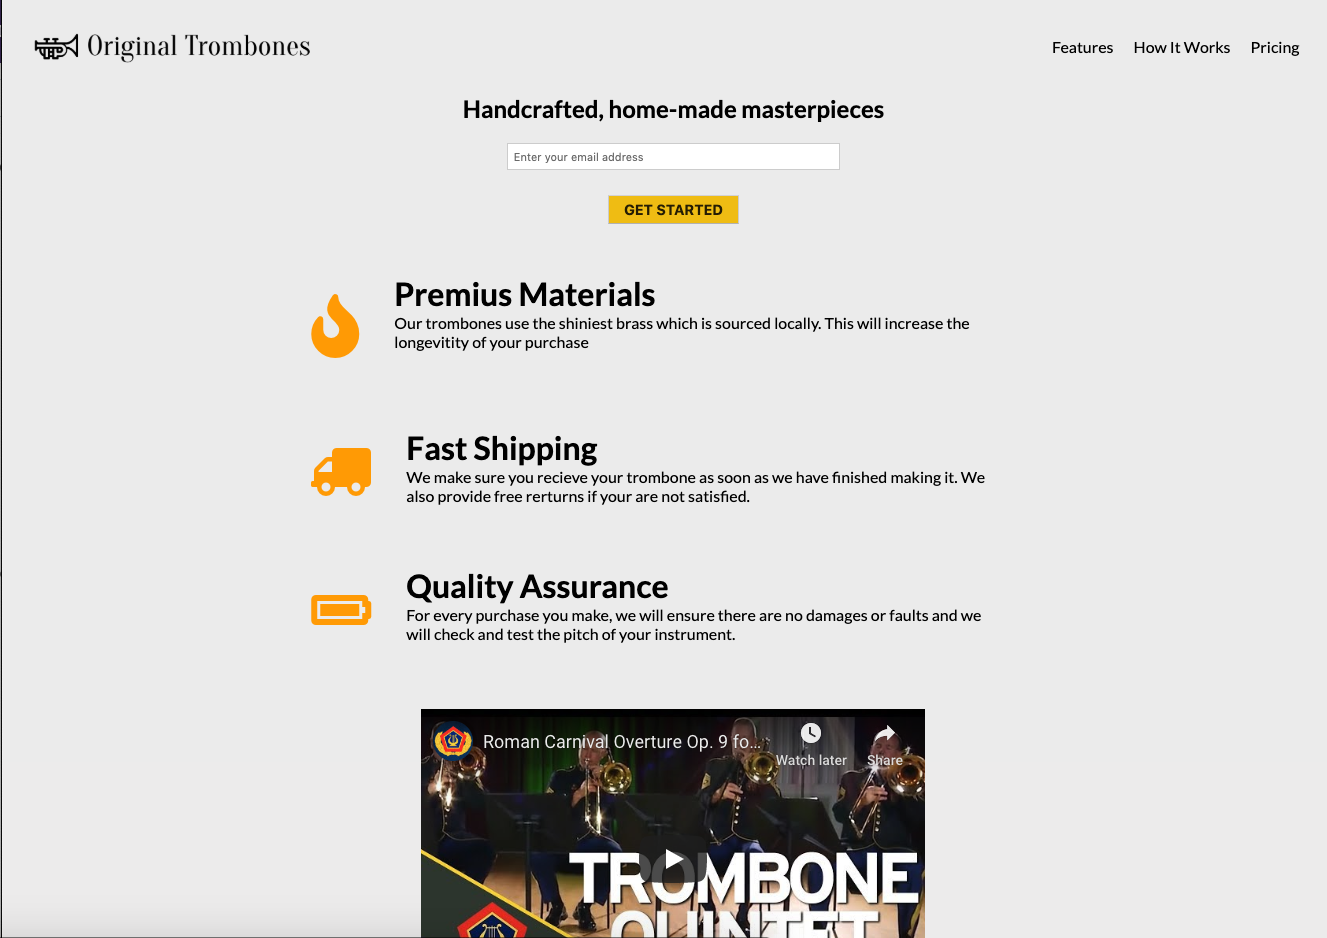 Original Trombones
Features How It Works Pricing
Handcrafted, home-made masterpieces
Enter your email address
GET STARTED
Premius Materials
Our trombones use the shiniest brass which is sourced locally. This will increase the
longevitity of your purchase
Fast Shipping
We make sure you recieve your trombone as soon as we have finished making it. We
also provide free rerturns if your are not satisfied.
Quality Assurance
For every purchase you make, we will ensure there are no damages or faults and we
will check and test the pitch of your instrument.
Roman Carnival Overture Op. 9 fo...
Watch later Share
TROMBONE
QUINTET